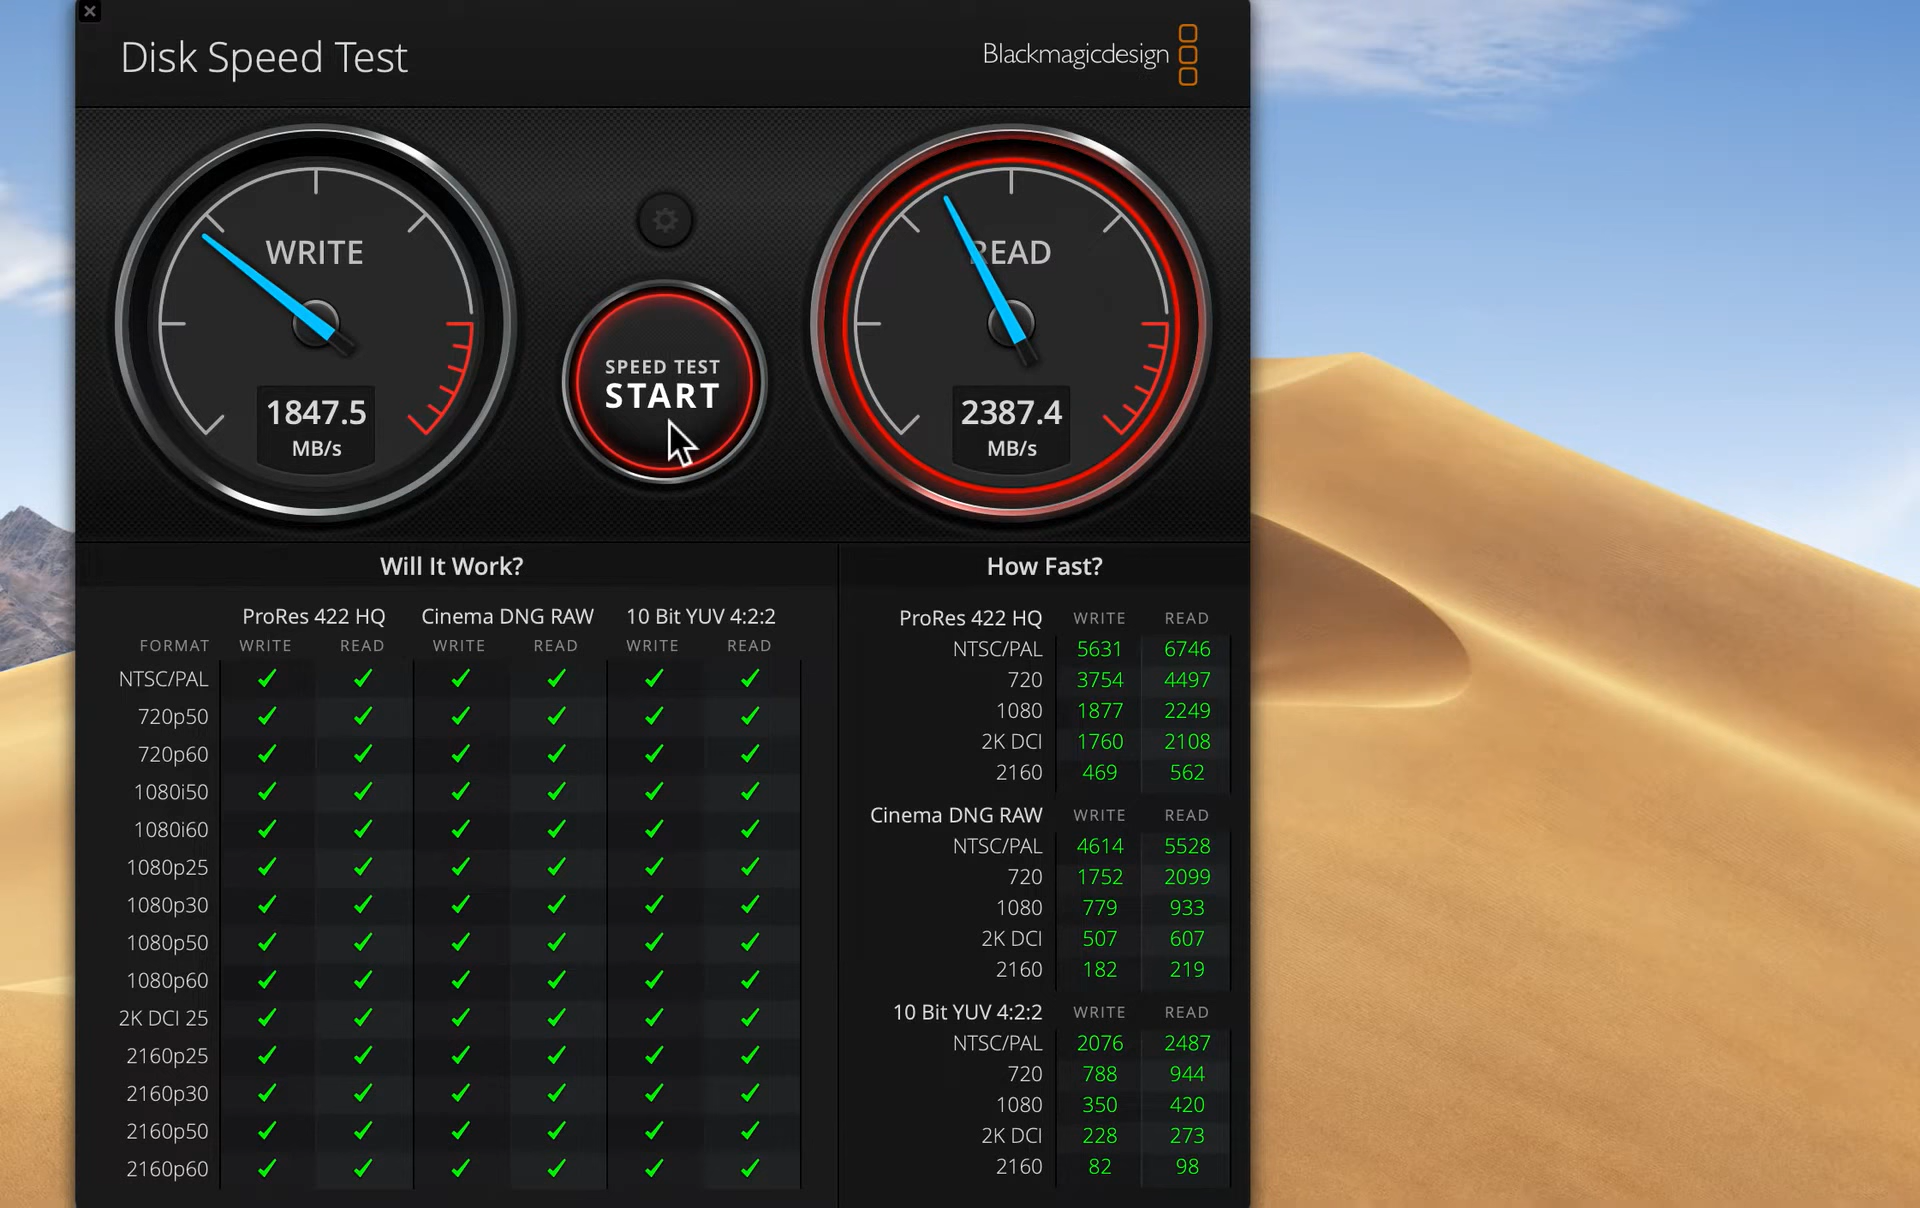 Disk Speed Test
Blackmagicdesign
WRITE
1847.5
MB/s
SPEED TEST
START
READ
2387.4
MB/s
Will It Work?
ProRes 422 HQ Cinema DNG RAW 10 Bit YUV 4:2:2
FORMAT WRITE READ WRITE READ WRITE READ
NTSC/PAL ✓ ✓ ✓ ✓ ✓ ✓
720p50 ✓ ✓ ✓ ✓ ✓ ✓
720p60 ✓ ✓ ✓ ✓ ✓ ✓
1080i50 ✓ ✓ ✓ ✓ ✓ ✓
1080i60 ✓ ✓ ✓ ✓ ✓ ✓
1080p25 ✓ ✓ ✓ ✓ ✓ ✓
1080p30 ✓ ✓ ✓ ✓ ✓ ✓
1080p50 ✓ ✓ ✓ ✓ ✓ ✓
1080p60 ✓ ✓ ✓ ✓ ✓ ✓
2K DCI 25 ✓ ✓ ✓ ✓ ✓ ✓
2160p25 ✓ ✓ ✓ ✓ ✓ ✓
2160p30 ✓ ✓ ✓ ✓ ✓ ✓
2160p50 ✓ ✓ ✓ ✓ ✓ ✓
2160p60 ✓ ✓ ✓ ✓ ✓ ✓
How Fast?
ProRes 422 HQ WRITE READ
NTSC/PAL 5631 6746
720 3754 4497
1080 1877 2249
2K DCI 1760 2108
2160 469 562
Cinema DNG RAW WRITE READ
NTSC/PAL 4614 5528
720 1752 2099
1080 779 933
2K DCI 507 607
2160 182 219
10 Bit YUV 4:2:2 WRITE READ
NTSC/PAL 2076 2487
720 788 944
1080 350 420
2K DCI 228 273
2160 82 98